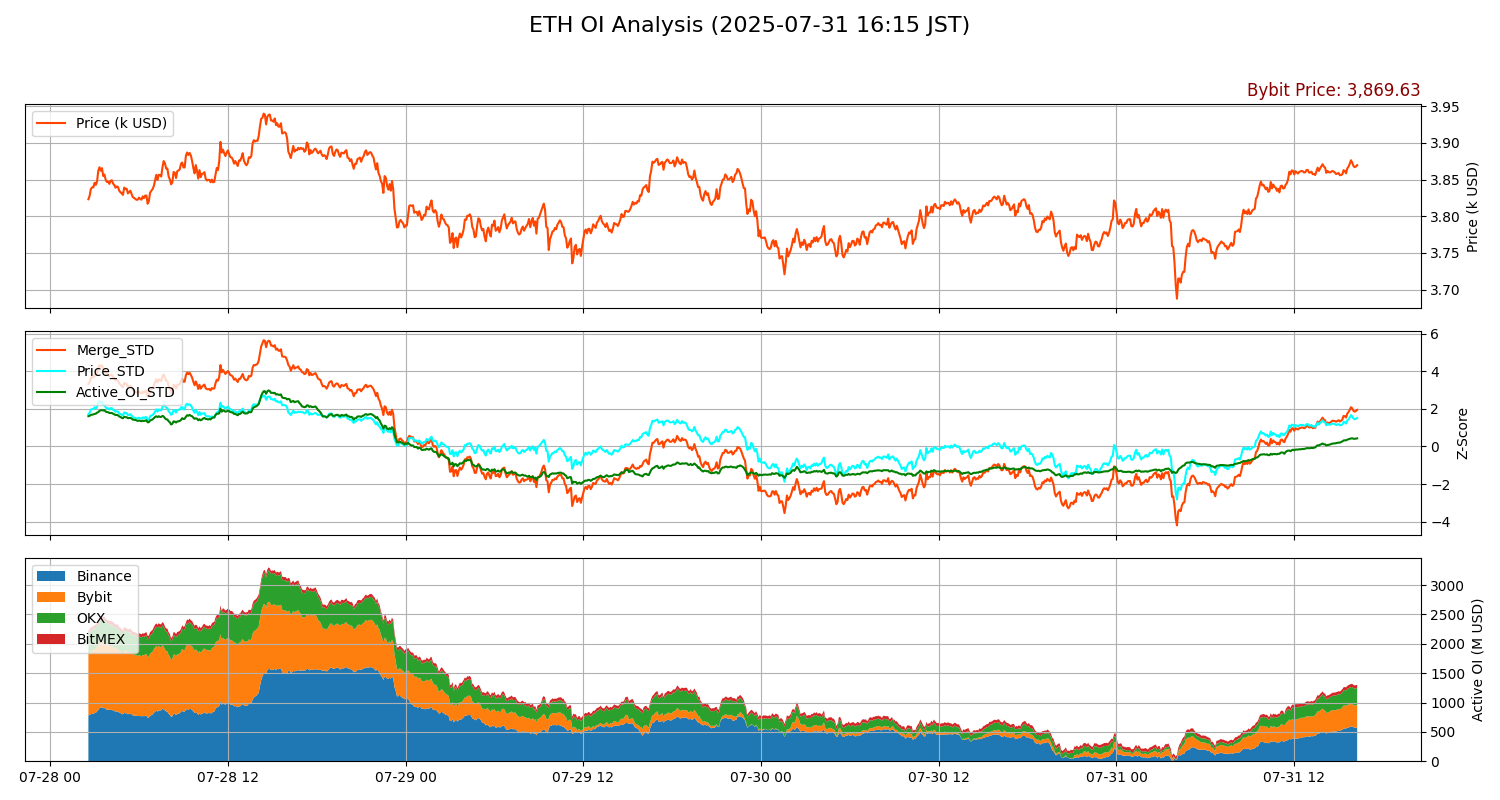 ETH OI Analysis (2025-07-31 16:15 JST)
Bybit Price: 3,869.63
Price (k USD)
3.95
3.90
3.85
3.80
3.75
3.70
Price (k USD)
Merge_STD
Price_STD
Active_OI_STD
6
4
2
0
−2
−4
Z-Score
Binance
Bybit
OKX
BitMEX
3000
2500
2000
1500
1000
500
0
Active OI (M USD)
07-28 00 07-28 12 07-29 00 07-29 12 07-30 00 07-30 12 07-31 00 07-31 12